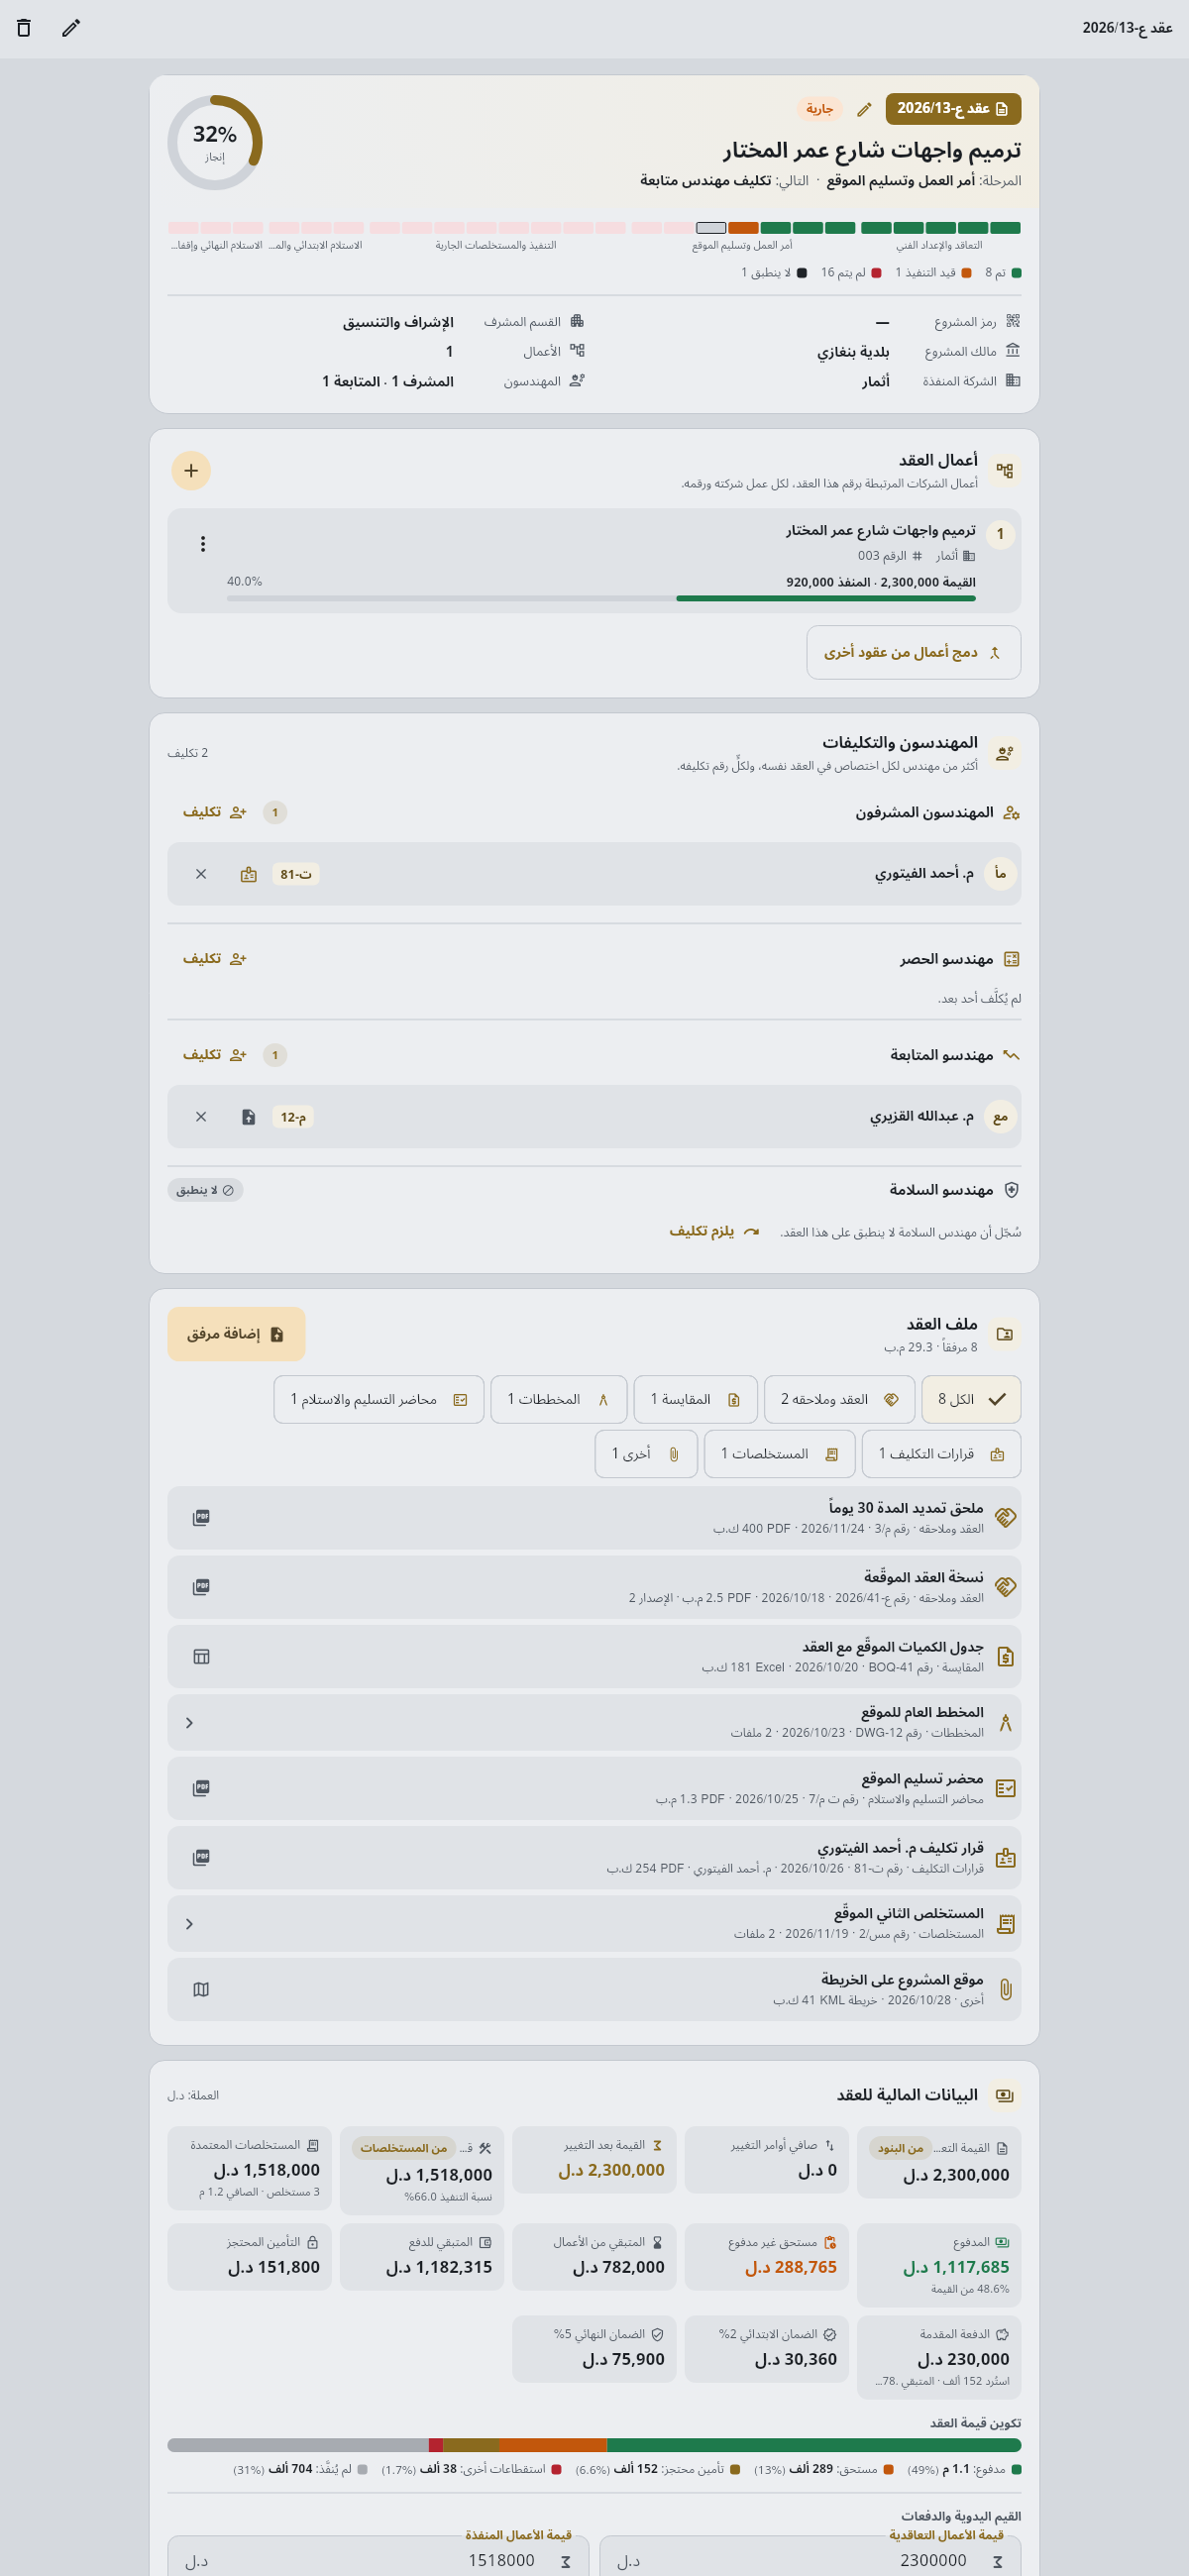 عقد ع-2026/13
عقد ع-2026/13
جارية
32%
إنجاز
ترميم واجهات شارع عمر المختار
المرحلة: أمر العمل وتسليم الموقع · التالي: تكليف مهندس متابعة
التعاقد والإعداد الفني
أمر العمل وتسليم الموقع
التنفيذ والمستخلصات الجارية
الاستلام الابتدائي والمـ...
الاستلام النهائي وإقفا...
تم 8
قيد التنفيذ 1
لم يتم 16
لا ينطبق 1
رمز المشروع —
القسم المشرف الإشراف والتنسيق
مالك المشروع بلدية بنغازي
الأعمال 1
الشركة المنفذة أثمار
المهندسون المشرف 1 · المتابعة 1
أعمال العقد
أعمال الشركات المرتبطة برقم هذا العقد، لكل عمل شركته ورقمه.
1
ترميم واجهات شارع عمر المختار
أثمار # الرقم 003
القيمة 2,300,000 · المنفذ 920,000
40.0%
دمج أعمال من عقود أخرى
المهندسون والتكليفات
2 تكليف
أكثر من مهندس لكل اختصاص في العقد نفسه، ولكلٍّ رقم تكليفه.
المهندسون المشرفون
1
تكليف
مأ
م. أحمد الفيتوري
ت-81
مهندسو الحصر
تكليف
لم يُكلَّف أحد بعد.
مهندسو المتابعة
1
تكليف
مع
م. عبدالله القزيري
م-12
مهندسو السلامة
لا ينطبق
سُجّل أن مهندس السلامة لا ينطبق على هذا العقد.
يلزم تكليف
ملف العقد
8 مرفقاً · 29.3 م.ب
إضافة مرفق
الكل 8
العقد وملاحقه 2
المقايسة 1
المخططات 1
محاضر التسليم والاستلام 1
قرارات التكليف 1
المستخلصات 1
أخرى 1
ملحق تمديد المدة 30 يوماً
العقد وملاحقه · رقم م/3 · 2026/11/24 · PDF 400 ك.ب
نسخة العقد الموقّعة
العقد وملاحقه · رقم ع-2026/41 · 2026/10/18 · PDF 2.5 م.ب · الإصدار 2
جدول الكميات الموقّع مع العقد
المقايسة · رقم BOQ-41 · 2026/10/20 · Excel 181 ك.ب
المخطط العام للموقع
المخططات · رقم DWG-12 · 2026/10/23 · 2 ملفات
محضر تسليم الموقع
محاضر التسليم والاستلام · رقم ت م/7 · 2026/10/25 · PDF 1.3 م.ب
قرار تكليف م. أحمد الفيتوري
قرارات التكليف · رقم ت-81 · 2026/10/26 · م. أحمد الفيتوري · PDF 254 ك.ب
المستخلص الثاني الموقّع
المستخلصات · رقم مس/2 · 2026/11/19 · 2 ملفات
موقع المشروع على الخريطة
أخرى · 2026/10/28 · خريطة KML 41 ك.ب
البيانات المالية للعقد
العملة: د.ل
القيمة التعـ...
من البنود
2,300,000 د.ل
صافي أوامر التغيير
0 د.ل
القيمة بعد التغيير
2,300,000 د.ل
قـ...
من المستخلصات
1,518,000 د.ل
نسبة التنفيذ 66.0%
المستخلصات المعتمدة
1,518,000 د.ل
3 مستخلص · الصافي 1.2 م
المدفوع
1,117,685 د.ل
48.6% من القيمة
مستحق غير مدفوع
288,765 د.ل
المتبقي من الأعمال
782,000 د.ل
المتبقي للدفع
1,182,315 د.ل
التأمين المحتجز
151,800 د.ل
الدفعة المقدمة
230,000 د.ل
استُرد 152 ألف · المتبقي 78...
الضمان الابتدائي 2%
30,360 د.ل
الضمان النهائي 5%
75,900 د.ل
تكوين قيمة العقد
مدفوع: 1.1 م (49%)
مستحق: 289 ألف (13%)
تأمين محتجز: 152 ألف (6.6%)
استقطاعات أخرى: 38 ألف (1.7%)
لم يُنفَّذ: 704 ألف (31%)
القيم اليدوية والدفعات
قيمة الأعمال التعاقدية
2300000 د.ل
قيمة الأعمال المنفذة
1518000 د.ل